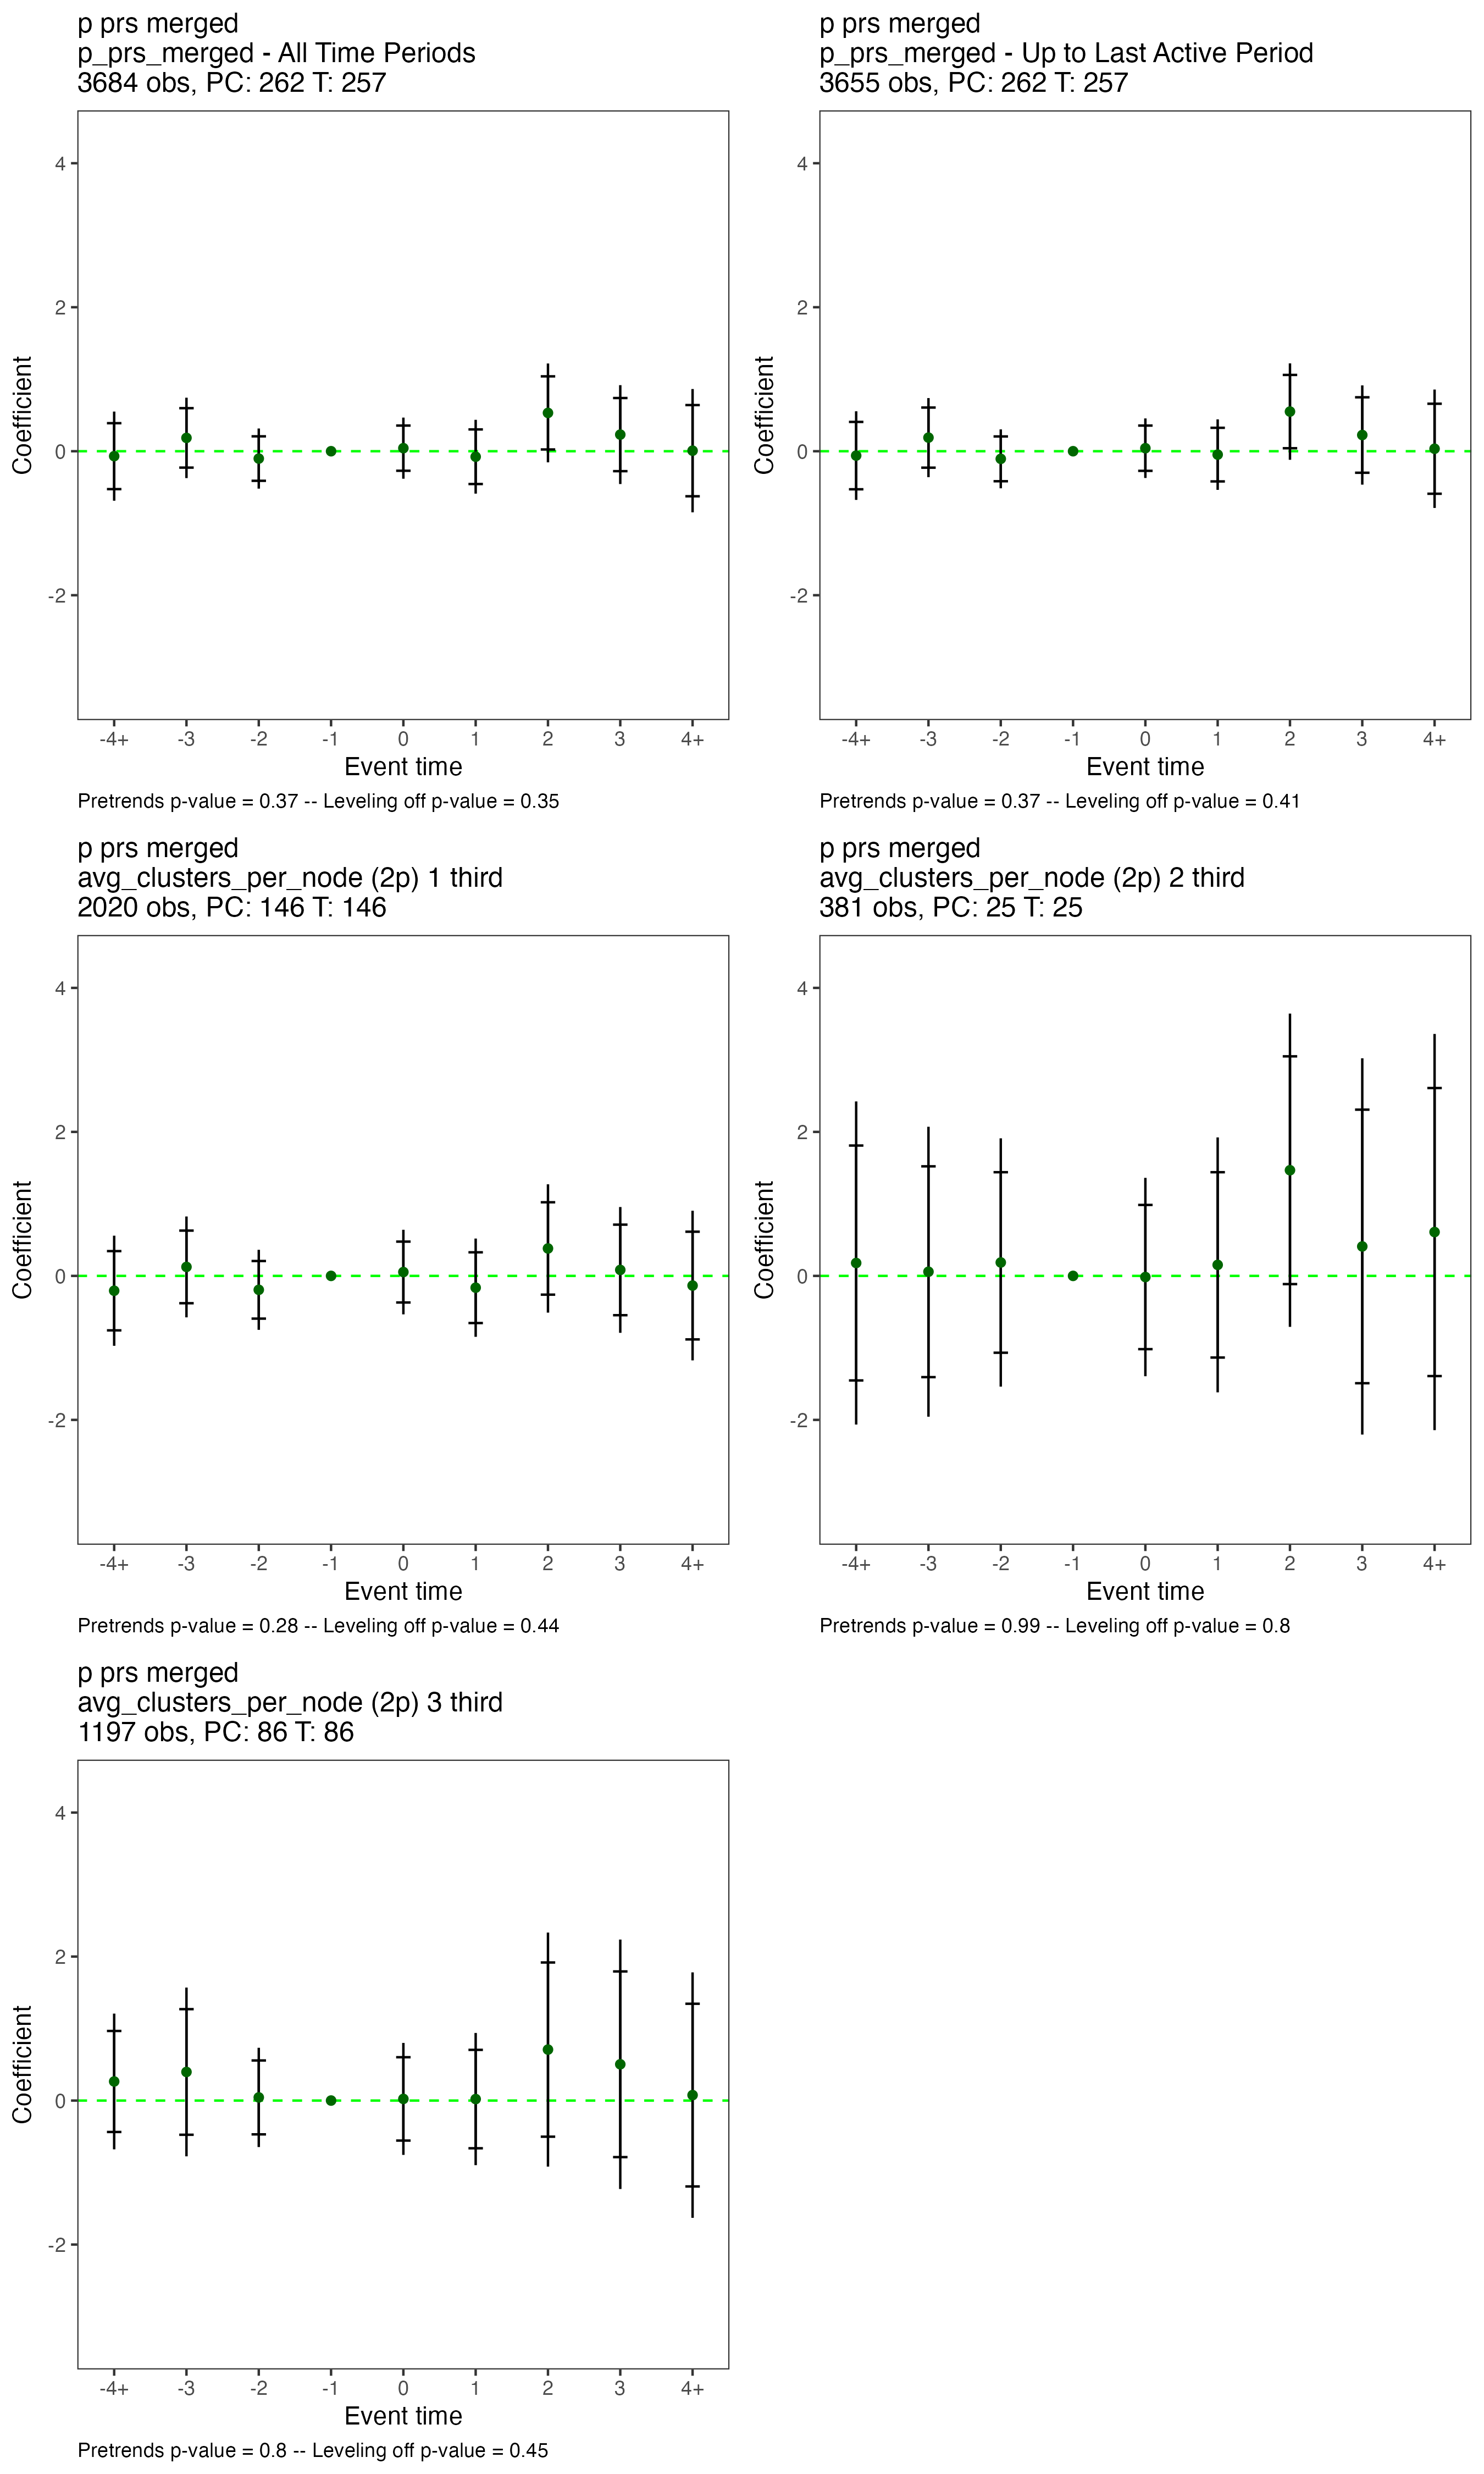 p prs merged
p_prs_merged - All Time Periods
3684 obs, PC: 262 T: 257
4
2
0
-2
Coefficient
-4+ -3 -2 -1 0 1 2 3 4+
Event time
Pretrends p-value = 0.37 -- Leveling off p-value = 0.35
p prs merged
p_prs_merged - Up to Last Active Period
3655 obs, PC: 262 T: 257
4
2
0
-2
Coefficient
-4+ -3 -2 -1 0 1 2 3 4+
Event time
Pretrends p-value = 0.37 -- Leveling off p-value = 0.41
p prs merged
avg_clusters_per_node (2p) 1 third
2020 obs, PC: 146 T: 146
4
2
0
-2
Coefficient
-4+ -3 -2 -1 0 1 2 3 4+
Event time
Pretrends p-value = 0.28 -- Leveling off p-value = 0.44
p prs merged
avg_clusters_per_node (2p) 2 third
381 obs, PC: 25 T: 25
4
2
0
-2
Coefficient
-4+ -3 -2 -1 0 1 2 3 4+
Event time
Pretrends p-value = 0.99 -- Leveling off p-value = 0.8
p prs merged
avg_clusters_per_node (2p) 3 third
1197 obs, PC: 86 T: 86
4
2
0
-2
Coefficient
-4+ -3 -2 -1 0 1 2 3 4+
Event time
Pretrends p-value = 0.8 -- Leveling off p-value = 0.45